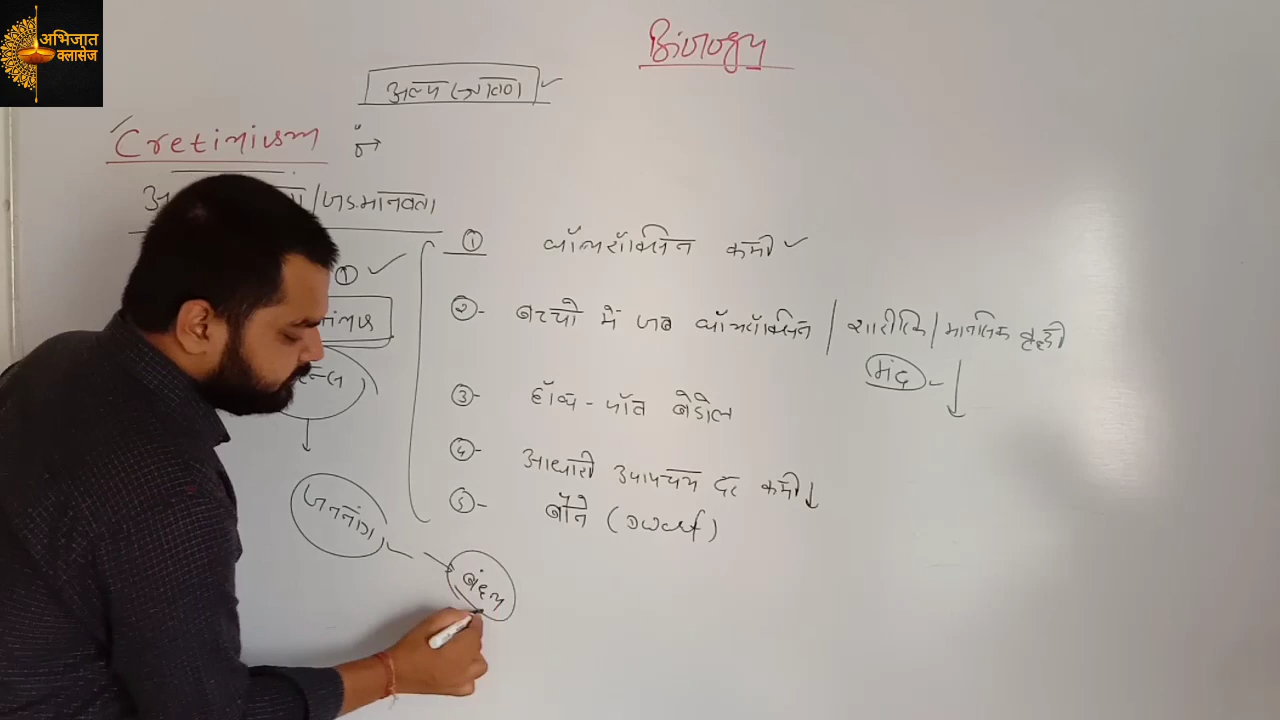 अभिजात
क्लासेज
Biology
अल्प स्त्रावण
Cretinism
/जडमानवता
① थॉयरॉक्सिन कमी
①
② बच्चो में जब थॉयरॉक्सिन / शारीरिक / मानसिक वृद्दी
मंद
③ हॉथ - पॉव बेडोल
④ आधारी उपापचय दर कमी
⑤ बॉने (Dwarf)
जननांग
बंध्य